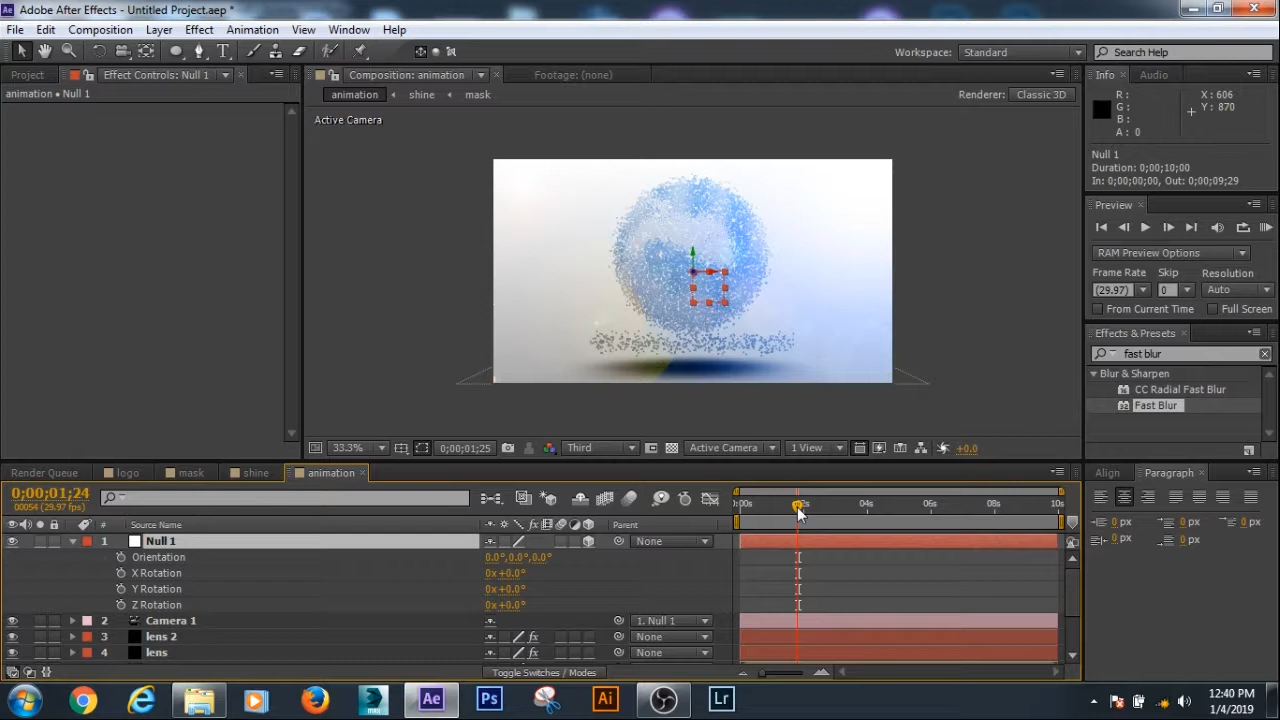 Adobe After Effects - Untitled Project.aep *
File Edit Composition Layer Effect Animation View Window Help
Workspace: Standard Search Help
Project Effect Controls: Null 1 Composition: animation Footage: (none) Info Audio
animation • Null 1 animation shine mask Renderer: Classic 3D
Active Camera
R: X: 606
G: Y: 870
B:
A: 0
Null 1
Duration: 0;00;10;00
In: 0;00;00;00, Out: 0;00;09;29
Preview
RAM Preview Options
Frame Rate Skip Resolution
(29.97) 0 Auto
From Current Time Full Screen
Effects & Presets
fast blur
Blur & Sharpen
CC Radial Fast Blur
Fast Blur
33.3% 0;00;01;25 Third Active Camera 1 View +0.0
Render Queue logo mask shine animation Align Paragraph
0;00;01;24
00054 (29.97 fps)
:00s 04s 06s 08s 10s
# Source Name Parent
1 Null 1 None
Orientation 0.0°,0.0°,0.0°
X Rotation 0x+0.0°
Y Rotation 0x+0.0°
Z Rotation 0x+0.0°
2 Camera 1 1. Null 1
3 lens 2 fx None
4 lens fx None
0 px 0 px 0 px
0 px 0 px
Toggle Switches / Modes
MAX Ae Ps Ai Lr
12:40 PM
1/4/2019